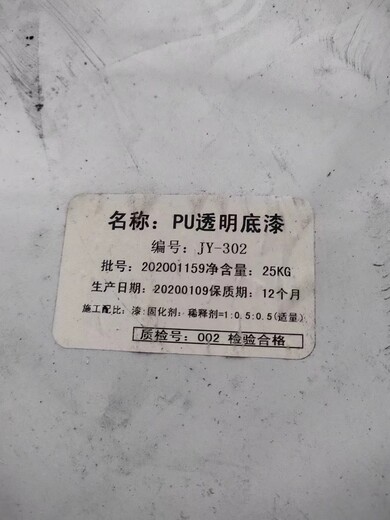 名称：PU透明底漆
编号：JY-302
批号：202001159净含量：25KG
生产日期：20200109保质期：12个月
施工配比：漆:固化剂：稀释剂=1:0.5:0.5(适量)
质检号：002 检验合格